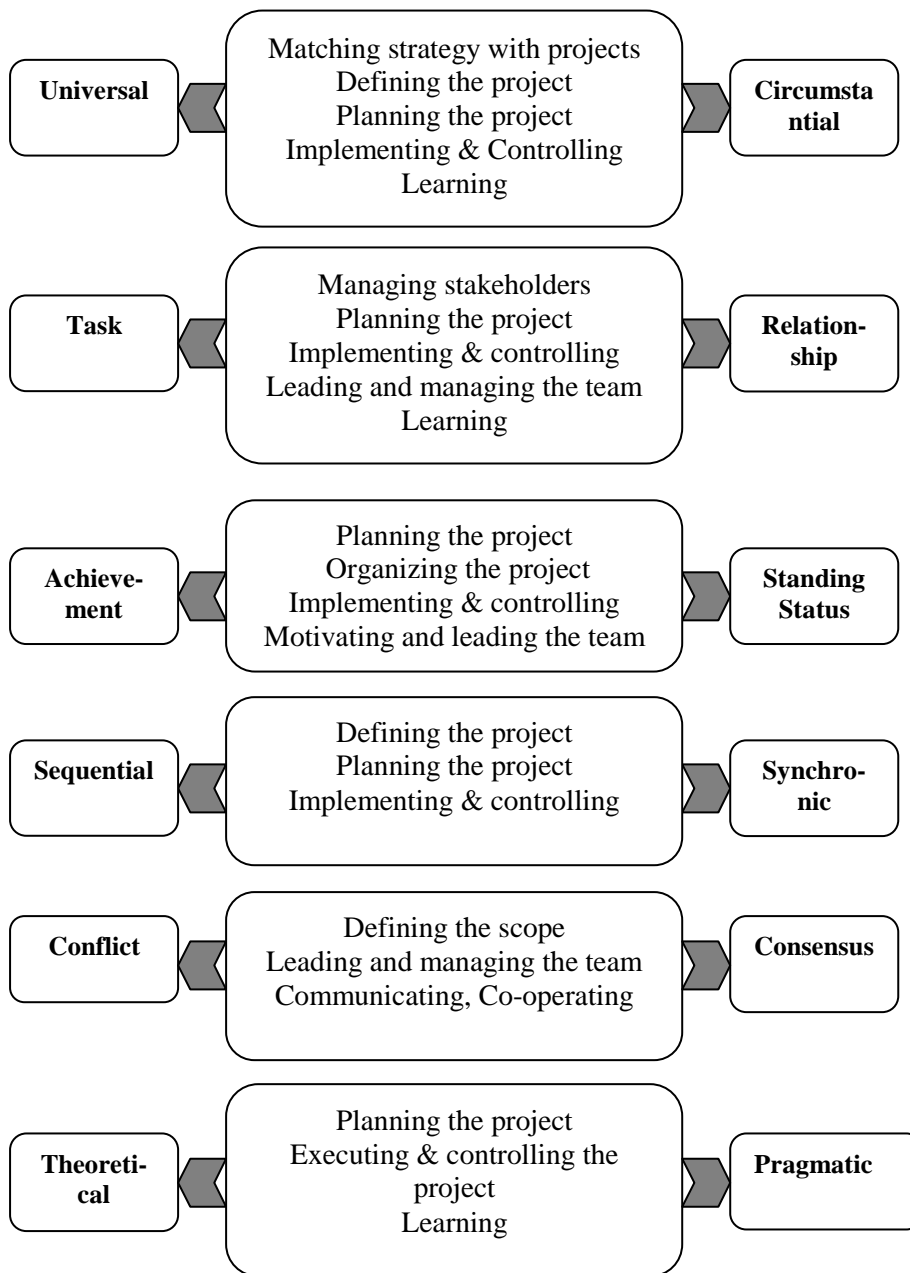 Universal
Matching strategy with projects
Defining the project
Planning the project
Implementing & Controlling
Learning
Circumsta
ntial
Task
Managing stakeholders
Planning the project
Implementing & controlling
Leading and managing the team
Learning
Relation-
ship
Achieve-
ment
Planning the project
Organizing the project
Implementing & controlling
Motivating and leading the team
Standing
Status
Sequential
Defining the project
Planning the project
Implementing & controlling
Synchro-
nic
Conflict
Defining the scope
Leading and managing the team
Communicating, Co-operating
Consensus
Theoreti-
cal
Planning the project
Executing & controlling the
project
Learning
Pragmatic